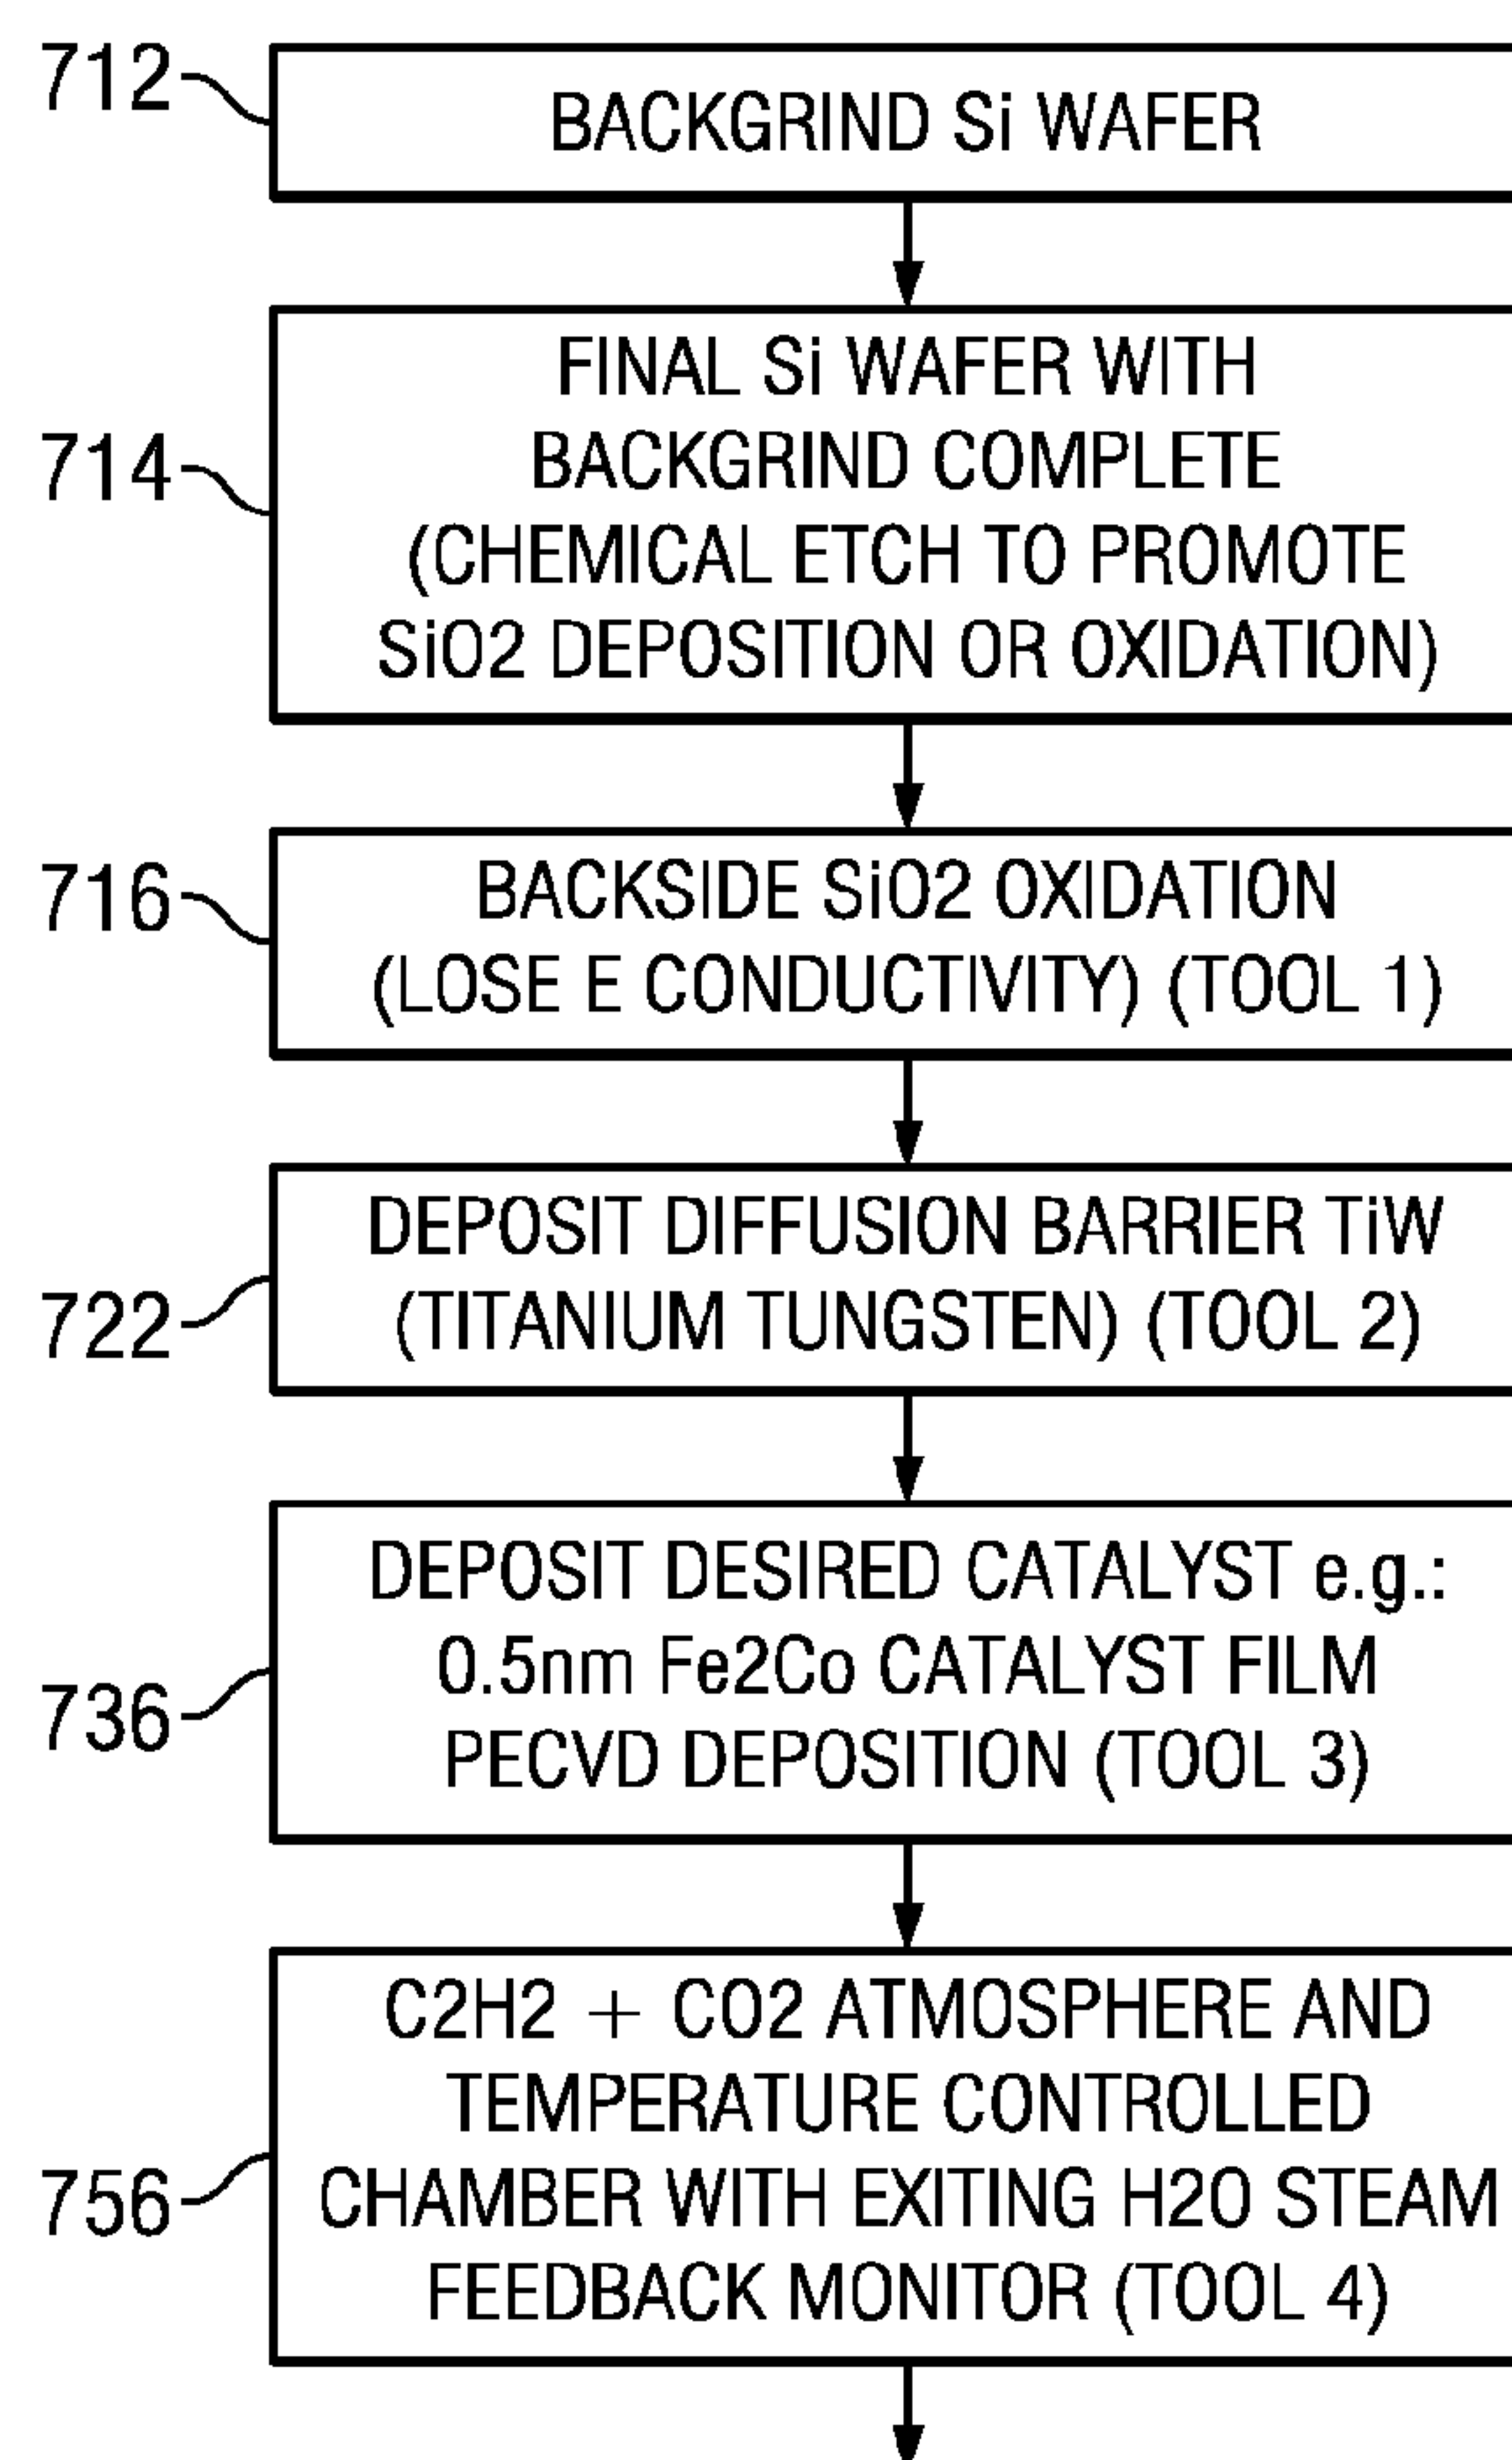 712
BACKGRIND Si WAFER
714
FINAL Si WAFER WITH
BACKGRIND COMPLETE
(CHEMICAL ETCH TO PROMOTE
SiO2 DEPOSITION OR OXIDATION)
716
BACKSIDE SiO2 OXIDATION
(LOSE E CONDUCTIVITY) (TOOL 1)
722
DEPOSIT DIFFUSION BARRIER TiW
(TITANIUM TUNGSTEN) (TOOL 2)
736
DEPOSIT DESIRED CATALYST e.g.:
0.5nm Fe2Co CATALYST FILM
PECVD DEPOSITION (TOOL 3)
756
C2H2 + CO2 ATMOSPHERE AND
TEMPERATURE CONTROLLED
CHAMBER WITH EXITING H2O STEAM
FEEDBACK MONITOR (TOOL 4)